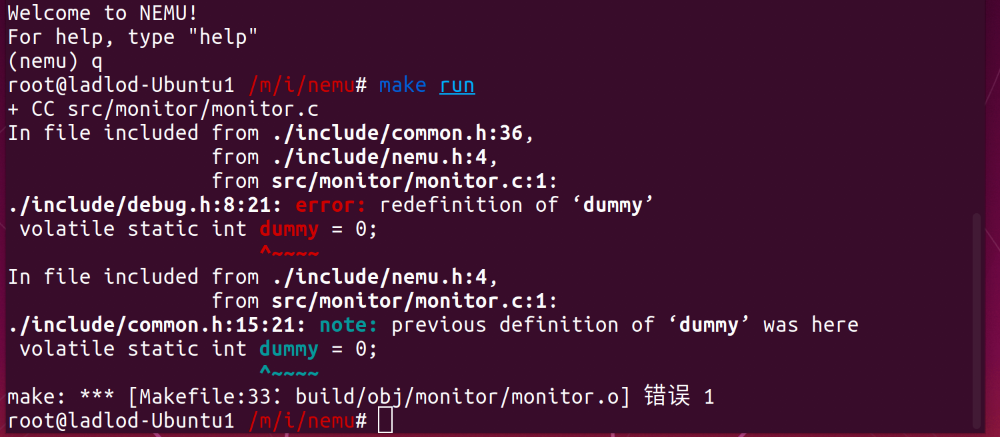 Welcome to NEMU!
For help, type "help"
(nemu) q
root@ladlod-Ubuntu1 /m/i/nemu# make run
+ CC src/monitor/monitor.c
In file included from ./include/common.h:36,
                 from ./include/nemu.h:4,
                 from src/monitor/monitor.c:1:
./include/debug.h:8:21: error: redefinition of ‘dummy’
 volatile static int dummy = 0;
                     ^~~~~
In file included from ./include/nemu.h:4,
                 from src/monitor/monitor.c:1:
./include/common.h:15:21: note: previous definition of ‘dummy’ was here
 volatile static int dummy = 0;
                     ^~~~~
make: *** [Makefile:33：build/obj/monitor/monitor.o] 错误 1
root@ladlod-Ubuntu1 /m/i/nemu#